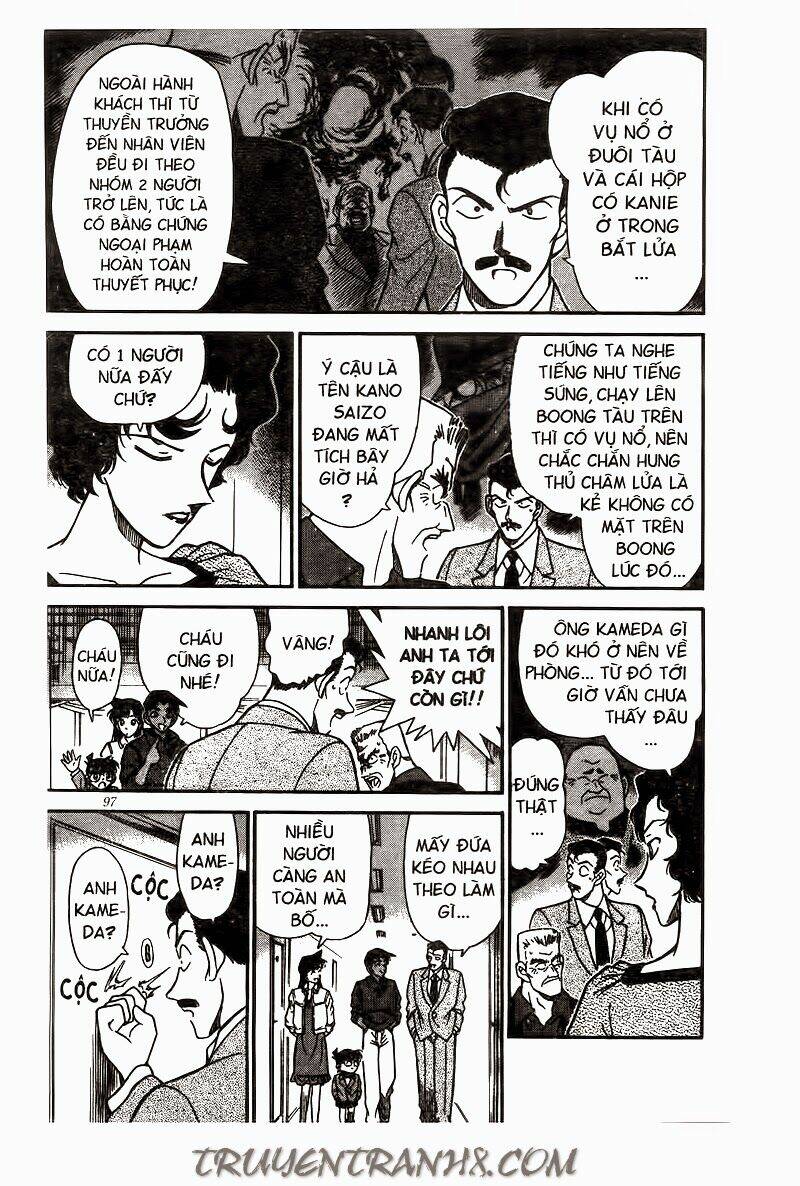 KHI CÓ
VỤ NỔ Ở
ĐUÔI TÀU
VÀ CÁI HỘP
CÓ KANIE
Ở TRONG
BẮT LỬA
...
NGOÀI HÀNH
KHÁCH THÌ TỪ
THUYỀN TRƯỞNG
ĐẾN NHÂN VIÊN
ĐỀU ĐI THEO
NHÓM 2 NGƯỜI
TRỞ LÊN, TỨC LÀ
CÓ BẰNG CHỨNG
NGOẠI PHẠM
HOÀN TOÀN
THUYẾT PHỤC!
CHÚNG TA NGHE
TIẾNG NHƯ TIẾNG
SÚNG, CHẠY LÊN
BOONG TÀU TRÊN
THÌ CÓ VỤ NỔ, NÊN
CHẮC CHẮN HUNG
THỦ CHÂM LỬA LÀ
KẺ KHÔNG CÓ
MẶT TRÊN
BOONG
LÚC ĐÓ...
Ý CẬU LÀ
TÊN KANO
SAIZO
ĐANG MẤT
TÍCH BÂY
GIỜ HẢ
?
CÓ 1 NGƯỜI
NỮA ĐẤY
CHỨ?
ÔNG KAMEDA GÌ
ĐÓ KHÓ Ở NÊN VỀ
PHÒNG... TỪ ĐÓ TỚI
GIỜ VẪN CHƯA
THẤY ĐÂU
...
ĐÚNG
THẬT
...
NHANH LÔI
ANH TA TỚI
ĐÂY CHỨ
CÒN GÌ!!
VÂNG!
CHÁU
CŨNG ĐI
NHÉ!
CHÁU
NỮA!
97
MẤY ĐỨA
KÉO NHAU
THEO LÀM
GÌ...
NHIỀU
NGƯỜI
CÀNG AN
TOÀN MÀ
BỐ...
ANH
KAME-
DA?
ANH
KAME-
DA?
CỘC
CỘC
TRUYENTRANH8.COM